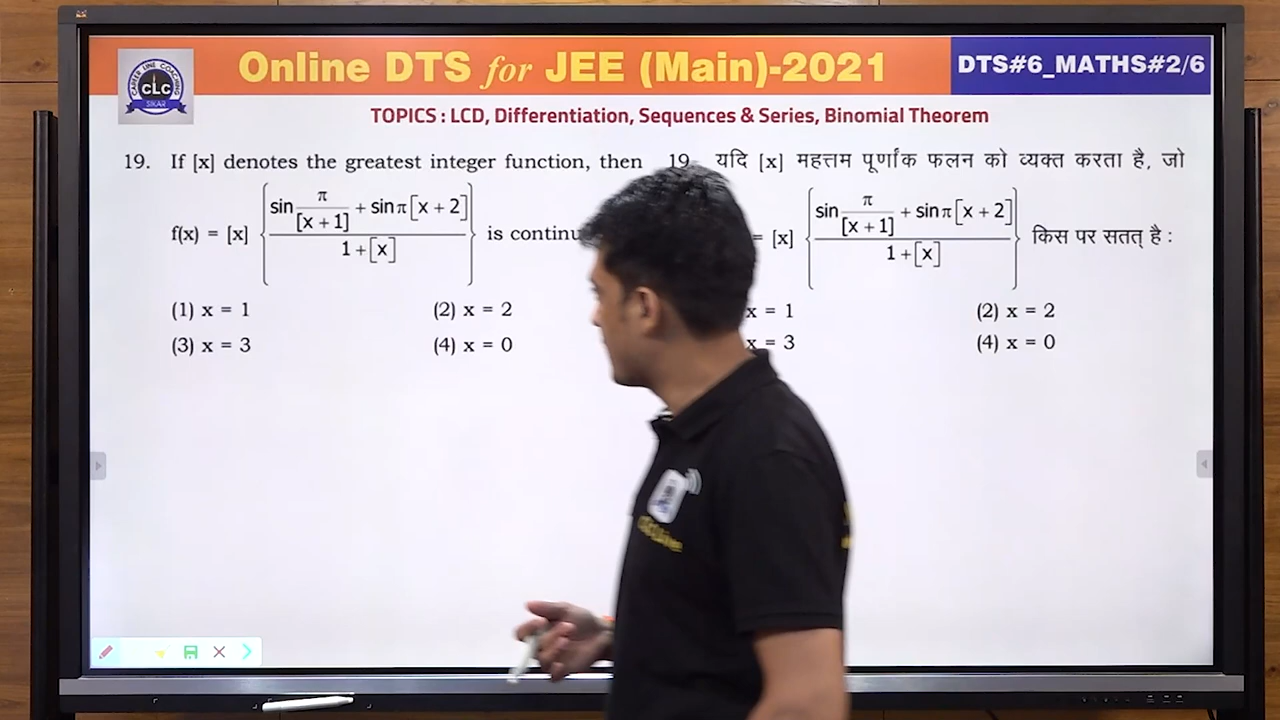 Online DTS for JEE (Main)-2021
DTS#6_MATHS#2/6
CAREER LINE COACHING
CLC
SIKAR
TOPICS : LCD, Differentiation, Sequences & Series, Binomial Theorem
19. If [x] denotes the greatest integer function, then
f(x) = [x] { (sin π/[x + 1] + sin π [x + 2]) / (1 + [x]) } is continu
(1) x = 1 (2) x = 2
(3) x = 3 (4) x = 0
19. यदि [x] महत्तम पूर्णांक फलन को व्यक्त करता है, जो
= [x] { (sin π/[x + 1] + sin π [x + 2]) / (1 + [x]) } किस पर सतत् है :
x = 1 (2) x = 2
x = 3 (4) x = 0